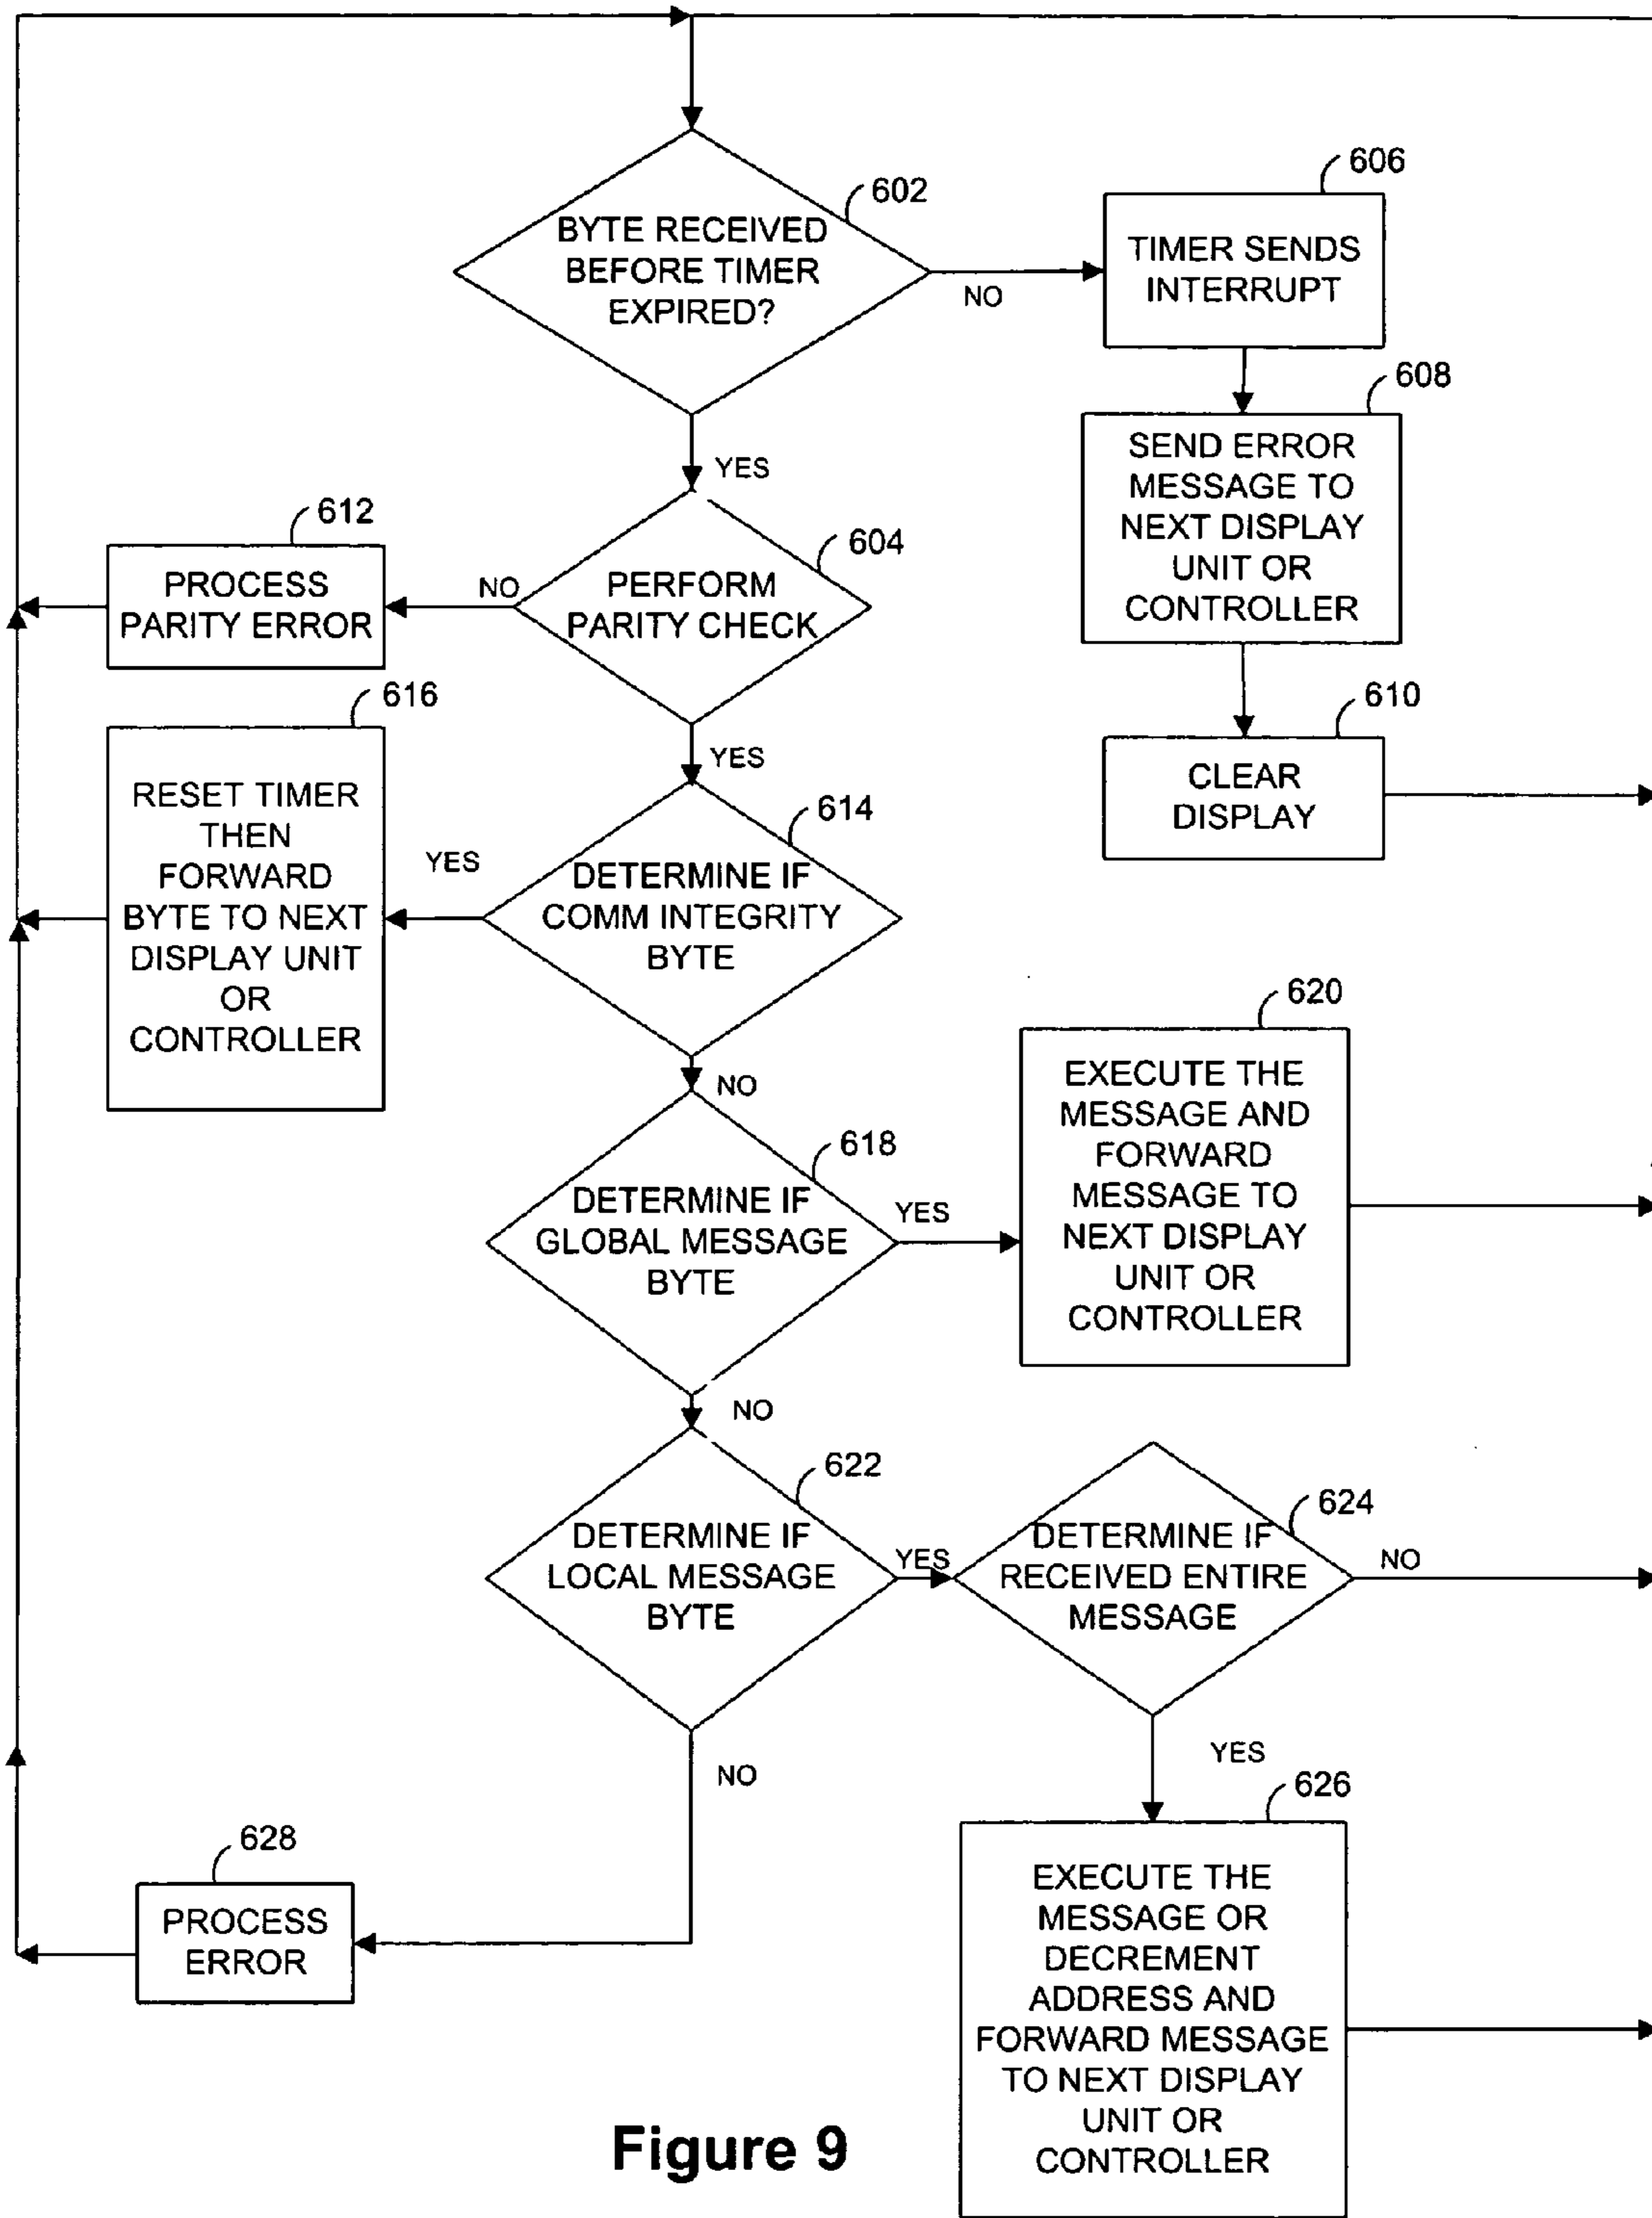 602
BYTE RECEIVED
BEFORE TIMER
EXPIRED?
NO
606
TIMER SENDS
INTERRUPT
608
SEND ERROR
MESSAGE TO
NEXT DISPLAY
UNIT OR
CONTROLLER
610
CLEAR
DISPLAY
YES
604
PERFORM
PARITY CHECK
NO
612
PROCESS
PARITY ERROR
YES
614
DETERMINE IF
COMM INTEGRITY
BYTE
YES
616
RESET TIMER
THEN
FORWARD
BYTE TO NEXT
DISPLAY UNIT
OR
CONTROLLER
NO
618
DETERMINE IF
GLOBAL MESSAGE
BYTE
YES
620
EXECUTE THE
MESSAGE AND
FORWARD
MESSAGE TO
NEXT DISPLAY
UNIT OR
CONTROLLER
NO
622
DETERMINE IF
LOCAL MESSAGE
BYTE
YES
624
DETERMINE IF
RECEIVED ENTIRE
MESSAGE
NO
YES
626
EXECUTE THE
MESSAGE OR
DECREMENT
ADDRESS AND
FORWARD MESSAGE
TO NEXT DISPLAY
UNIT OR
CONTROLLER
NO
628
PROCESS
ERROR
Figure 9